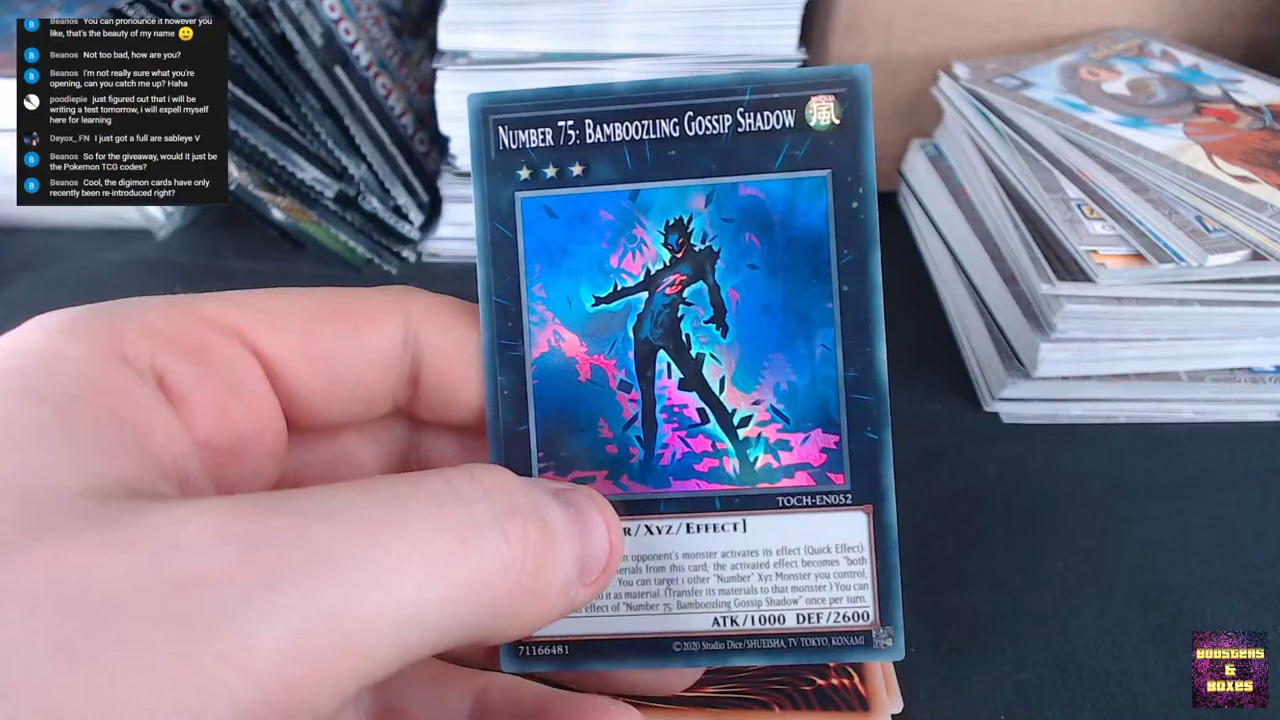 Beanos You can pronounce it however you
like, that's the beauty of my name 🙂
Beanos Not too bad, how are you?
Beanos I'm not really sure what you're
opening, can you catch me up? Haha
poodiepie just figured out that i will be
writing a test tomorrow, i will expell myself
here for learning
Deyox_FN I just got a full are sableye V
Beanos So for the giveaway, would it just be
the Pokemon TCG codes?
Beanos Cool, the digimon cards have only
recently been re-introduced right?
NUMBER 75: BAMBOOZLING GOSSIP SHADOW
WIND
風
75
TOCH-EN052
R/XYZ/EFFECT]
n opponent's monster activates its effect (Quick Effect)
erials from this card; the activated effect becomes "both
You can target 1 other "Number" Xyz Monster you control,
to it as material. (Transfer its materials to that monster.) You can
effect of "Number 75: Bamboozling Gossip Shadow" once per turn.
ATK/1000 DEF/2600
71166481
©2020 Studio Dice/SHUEISHA, TV TOKYO, KONAMI
BOOSTERS
&
BOXES